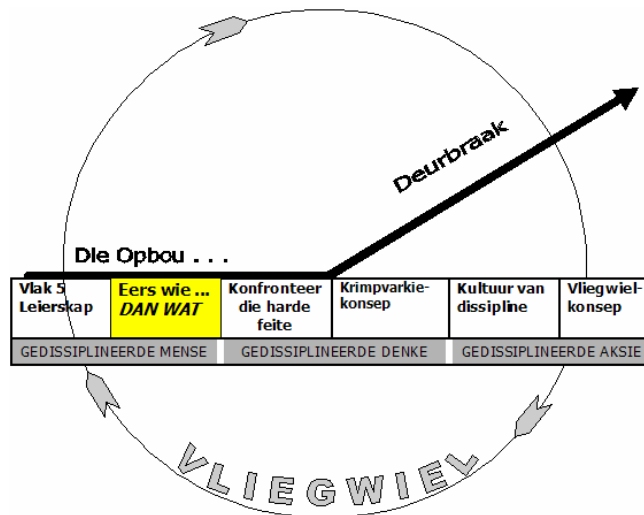 Deurbraak
Die Opbou . . .
Vlak 5
Leierskap
Eers wie ...
DAN WAT
Konfronteer
die harde
feite
Krimpvarkie-
konsep
Kultuur van
dissipline
Vliegwiel-
konsep
GEDISSIPLINEERDE MENSE
GEDISSIPLINEERDE DENKE
GEDISSIPLINEERDE AKSIE
VLIEGWIEL